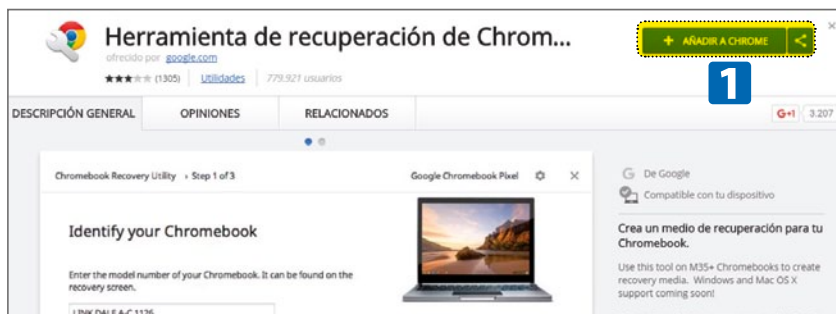 Herramienta de recuperación de Chrom...
ofrecido por google.com
(1305) Utilidades 779.921 usuarios
+ AÑADIR A CHROME
1
DESCRIPCIÓN GENERAL OPINIONES RELACIONADOS
G+1 3.207
Chromebook Recovery Utility › Step 1 of 3
Google Chromebook Pixel
Identify your Chromebook
Enter the model number of your Chromebook. It can be found on the
recovery screen.
LINK DALE A-C 1126
De Google
Compatible con tu dispositivo
Crea un medio de recuperación para tu
Chromebook.
Use this tool on M35+ Chromebooks to create
recovery media. Windows and Mac OS X
support coming soon!